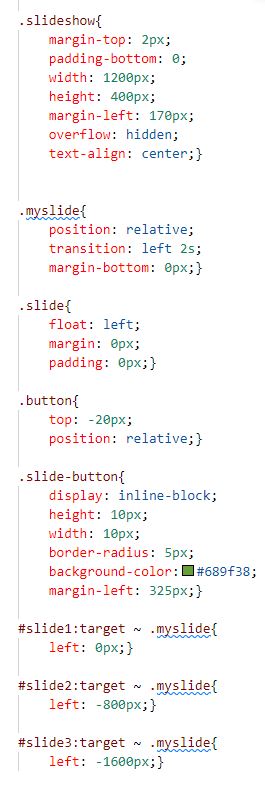 .slideshow{
margin-top: 2px;
padding-bottom: 0;
width: 1200px;
height: 400px;
margin-left: 170px;
overflow: hidden;
text-align: center;}
.myslide{
position: relative;
transition: left 2s;
margin-bottom: 0px;}
.slide{
float: left;
margin: 0px;
padding: 0px;}
.button{
top: -20px;
position: relative;}
.slide-button{
display: inline-block;
height: 10px;
width: 10px;
border-radius: 5px;
background-color: #689f38;
margin-left: 325px;}
#slide1:target ~ .myslide{
left: 0px;}
#slide2:target ~ .myslide{
left: -800px;}
#slide3:target ~ .myslide{
left: -1600px;}